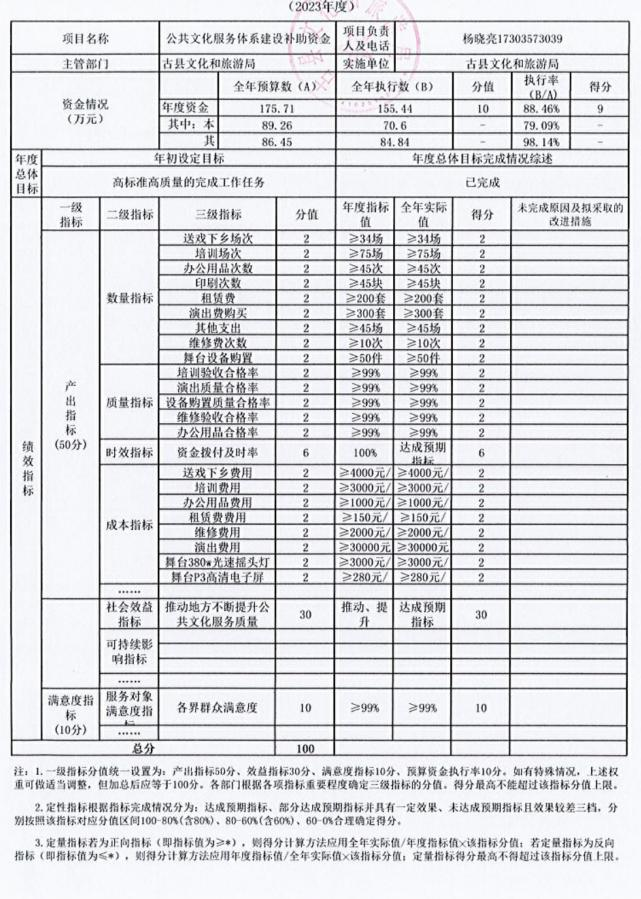 (2023年度)
项目名称 公共文化服务体系建设补助资金 项目负责人及电话 杨晓亮17303573039
主管部门 古县文化和旅游局 实施单位 古县文化和旅游局
资金情况(万元) 全年预算数（A） 全年执行数（B） 分值 执行率(B/A) 得分
年度资金 175.71 155.44 10 88.46% 9
其中：本 89.26 70.6 - 79.09% -
其 86.45 84.84 - 98.14% -
年度总体目标 年初设定目标 年度总体目标完成情况综述
高标准高质量的完成工作任务 已完成
绩效指标 一级指标 二级指标 三级指标 分值 年度指标值 全年实际值 得分 未完成原因及拟采取的改进措施
产出指标(50分) 数量指标 送戏下乡场次 2 ≥34场 ≥34场 2
培训场次 2 ≥75场 ≥75场 2
办公用品次数 2 ≥45次 ≥45次 2
印刷次数 2 ≥45块 ≥45块 2
租赁费 2 ≥200套 ≥200套 2
演出费购买 2 ≥300套 ≥300套 2
其他支出 2 ≥45场 ≥45场 2
维修费次数 2 ≥10次 ≥10次 2
舞台设备购置 2 ≥50件 ≥50件 2
质量指标 培训验收合格率 2 ≥99% ≥99% 2
演出质量合格率 2 ≥99% ≥99% 2
设备购置质量合格率 2 ≥99% ≥99% 2
维修验收合格率 2 ≥99% ≥99% 2
办公用品合格率 2 ≥99% ≥99% 2
时效指标 资金拨付及时率 6 100% 达成预期指标 6
成本指标 送戏下乡费用 2 ≥4000元/ ≥4000元/ 2
培训费用 2 ≥3000元/ ≥3000元/ 2
办公用品费用 2 ≥1000元/ ≥1000元/ 2
租赁费费用 2 ≥150元/ ≥150元/ 2
维修费用 2 ≥2000元/ ≥2000元/ 2
演出费用 2 ≥30000元 ≥30000元 2
舞台380w光速摇头灯 2 ≥3000元/ ≥3000元/ 2
舞台P3高清电子屏 2 ≥280元/ ≥280元/ 2
……
社会效益指标 推动地方不断提升公共文化服务质量 30 推动、提升 达成预期指标 30
可持续影响指标
……
满意度指标(10分) 服务对象满意度指标 各界群众满意度 10 ≥99% ≥99% 10
……
总分 100
注：1.一级指标分值统一设置为：产出指标50分、效益指标30分、满意度指标10分、预算资金执行率10分。如有特殊情况，上述权
重可做适当调整，但加总后应等于100分。各部门根据各项指标重要程度确定三级指标的分值。得分最高不能超过该指标分值上限。
2.定性指标根据指标完成情况分为：达成预期指标、部分达成预期指标并具有一定效果、未达成预期指标且效果较差三档，分
别按照该指标对应分值区间100-80%(含80%)、80-60%(含60%)、60-0%合理确定得分。
3.定量指标若为正向指标（即指标值为≥*），则得分计算方法应用全年实际值/年度指标值×该指标分值；若定量指标为反向
指标（即指标值为≤*），则得分计算方法应用年度指标值/全年实际值×该指标分值；定量指标得分最高不得超过该指标分值上限。